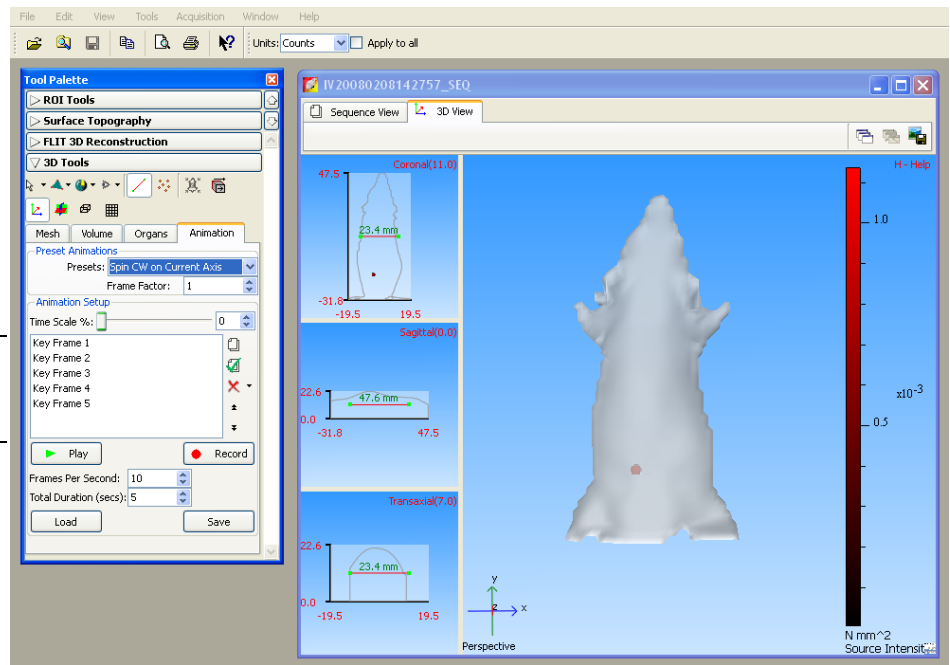 File Edit View Tools Acquisition Window Help
Units: Counts Apply to all
Tool Palette
ROI Tools
Surface Topography
FLIT 3D Reconstruction
3D Tools
Mesh Volume Organs Animation
Preset Animations
Presets: Spin CW on Current Axis
Frame Factor: 1
Animation Setup
Time Scale %: 0
Key Frame 1
Key Frame 2
Key Frame 3
Key Frame 4
Key Frame 5
Play Record
Frames Per Second: 10
Total Duration (secs): 5
Load Save
IV20080208142757_SEQ
Sequence View 3D View
Coronal(11.0)
47.5
23.4 mm
-31.8
-19.5 19.5
Sagittal(0.0)
22.6
47.6 mm
0.0
-31.8 47.5
Transaxial(7.0)
22.6
23.4 mm
0.0
-19.5 19.5
H - Help
1.0
x10-3
0.5
y
z x
Perspective
N mm^2
Source Intensit